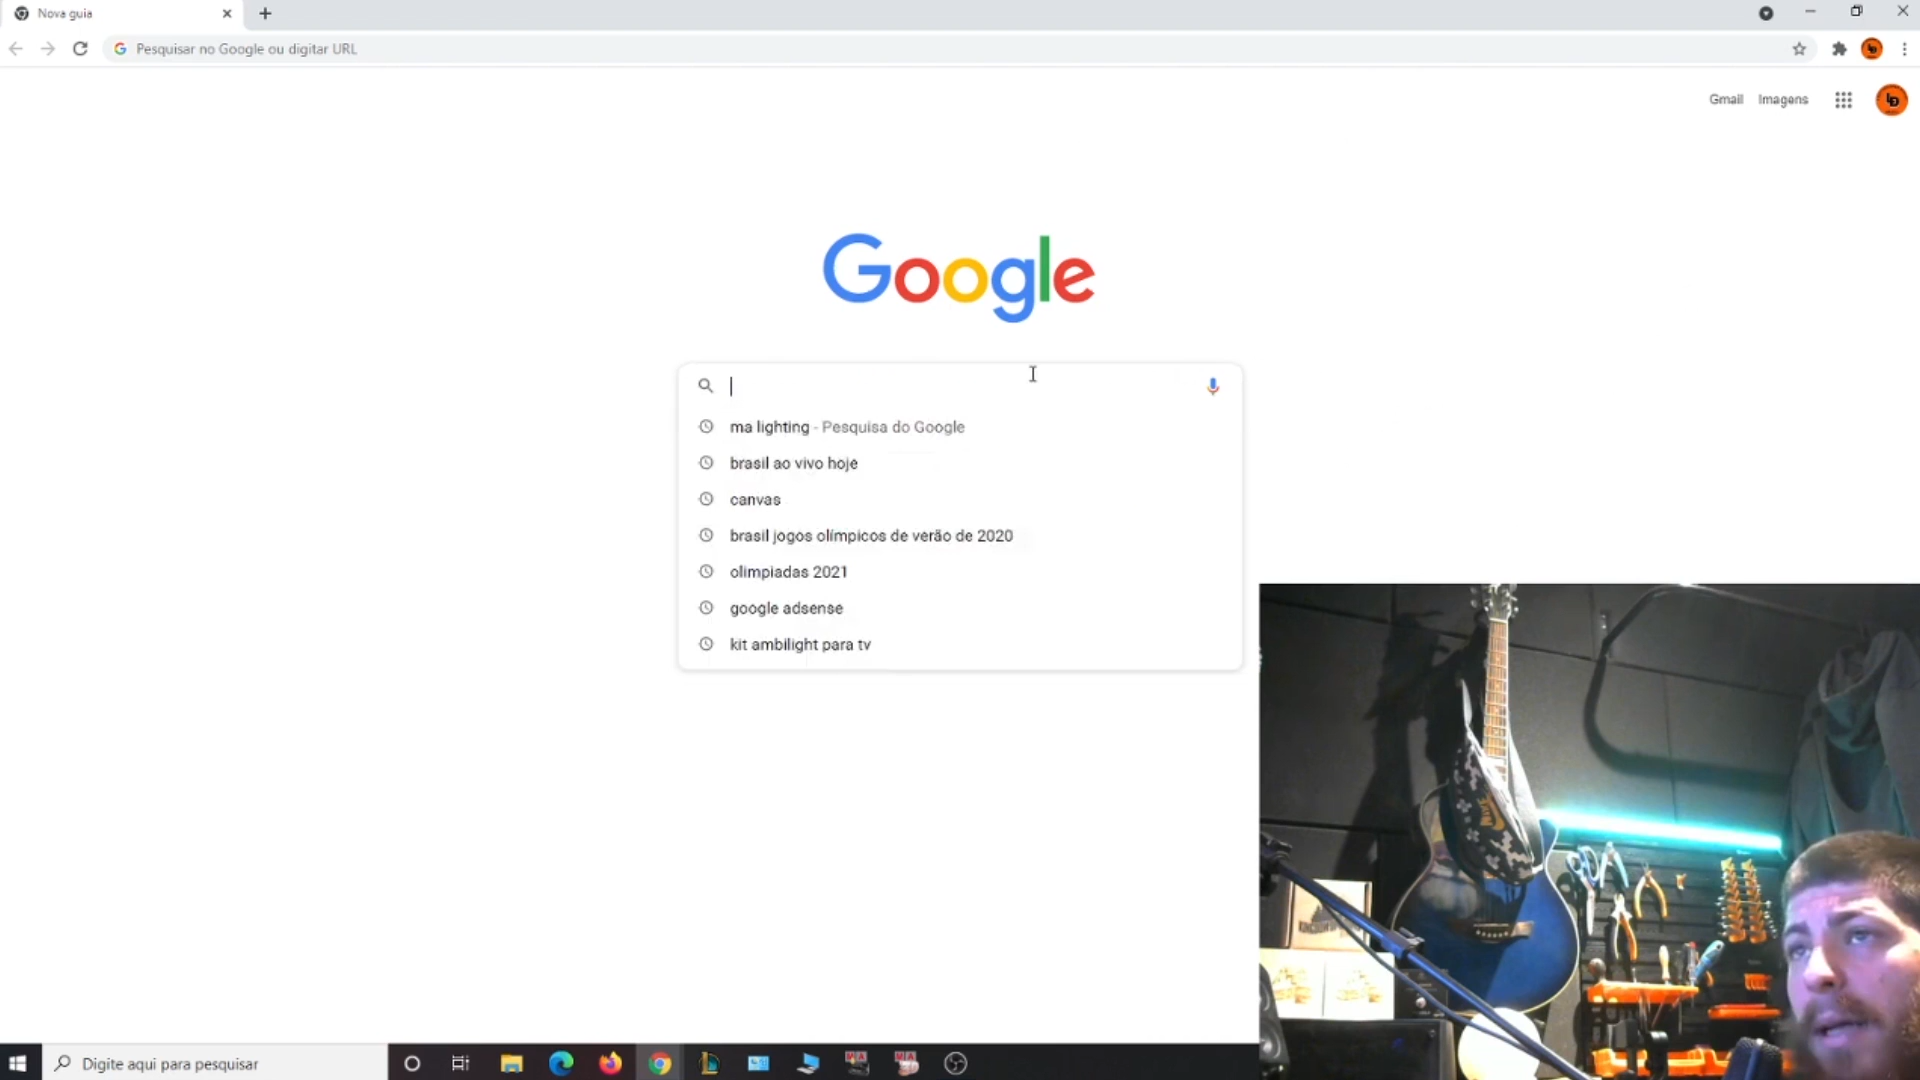 Nova guia
Pesquisar no Google ou digitar URL
Gmail Imagens
Google
ma lighting - Pesquisa do Google
brasil ao vivo hoje
canvas
brasil jogos olímpicos de verão de 2020
olimpiadas 2021
google adsense
kit ambilight para tv
Digite aqui para pesquisar